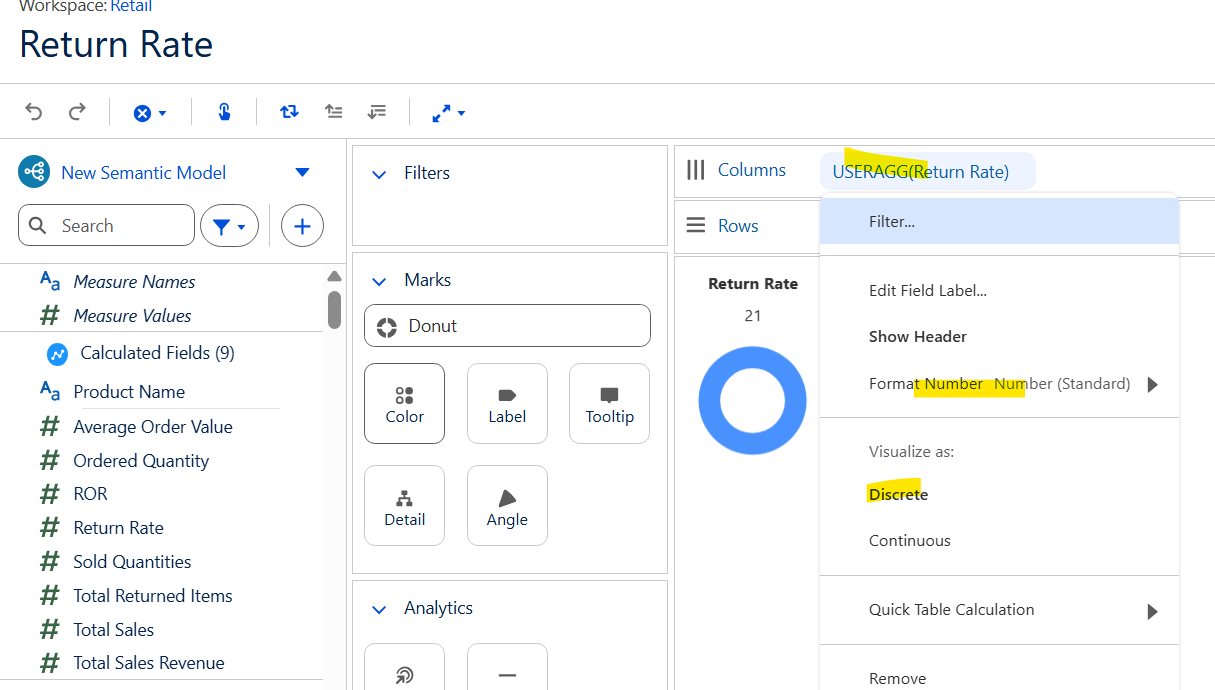 Workspace: Retail
Return Rate
New Semantic Model
Search
Measure Names
Measure Values
Calculated Fields (9)
Product Name
Average Order Value
Ordered Quantity
ROR
Return Rate
Sold Quantities
Total Returned Items
Total Sales
Total Sales Revenue
Filters
Marks
Donut
Color
Label
Tooltip
Detail
Angle
Analytics
Columns
USERAGG(Return Rate)
Rows
Return Rate
21
Filter...
Edit Field Label...
Show Header
Format Number Number (Standard)
Visualize as:
Discrete
Continuous
Quick Table Calculation
Remove